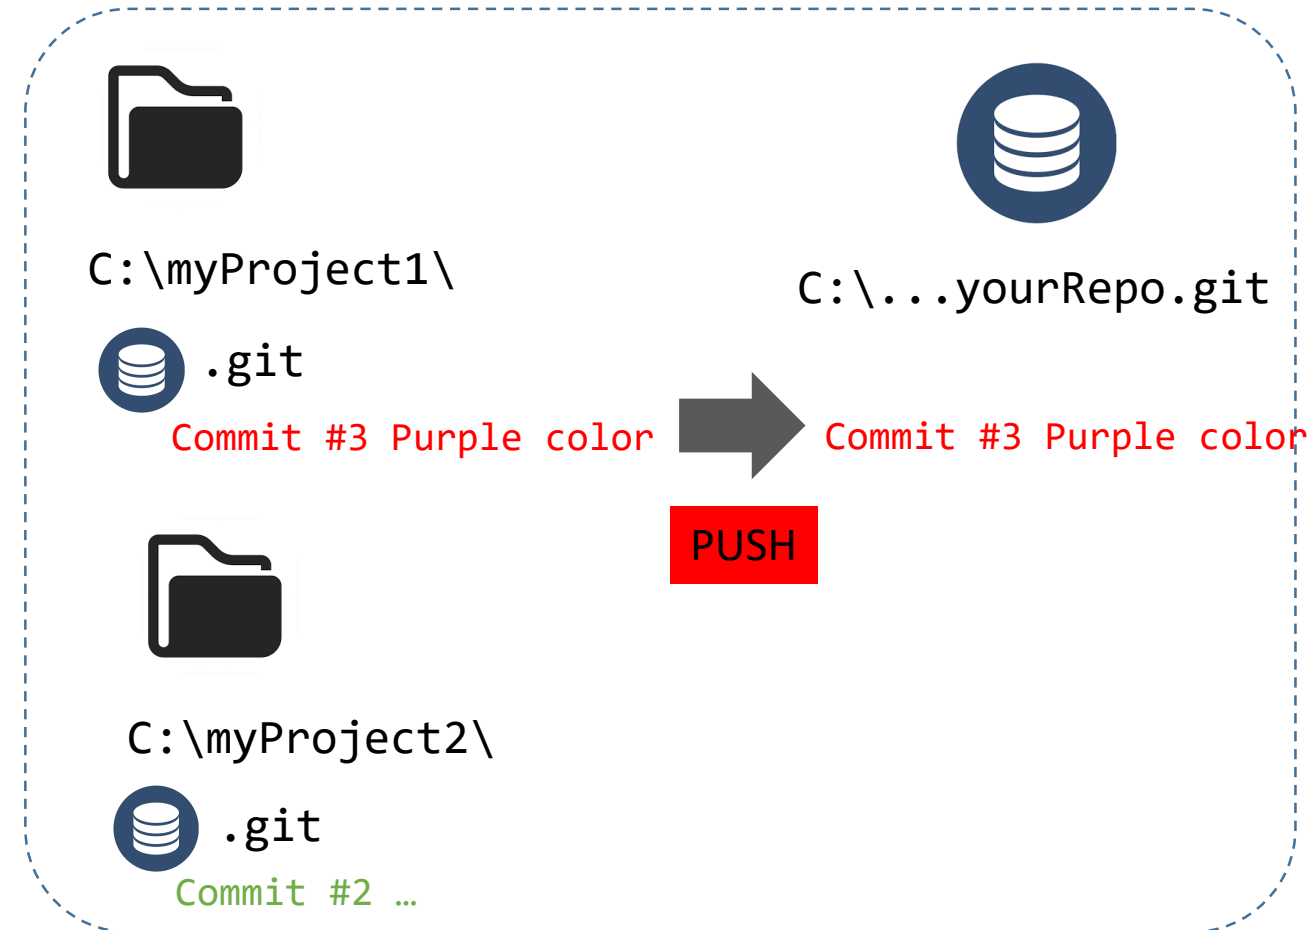 C:\myProject1\
C:\...yourRepo.git
.git
Commit #3 Purple color
Commit #3 Purple color
PUSH
C:\myProject2\
.git
Commit #2 …